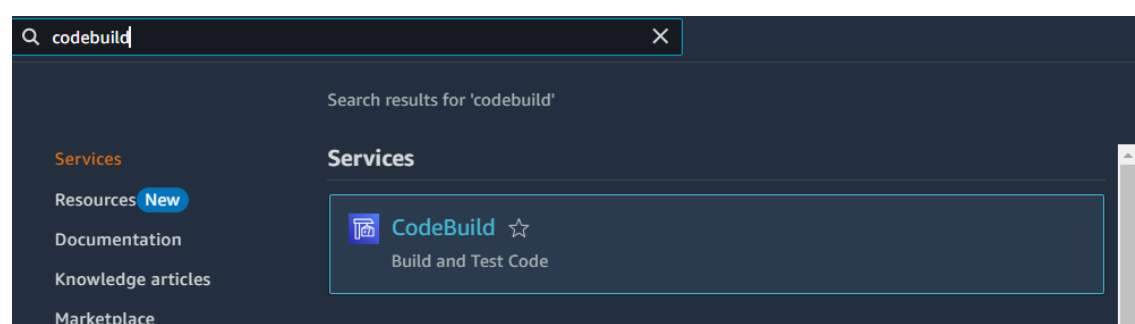 codebuild
Search results for 'codebuild'
Services
Resources New
Documentation
Knowledge articles
Marketplace
Services
CodeBuild
Build and Test Code